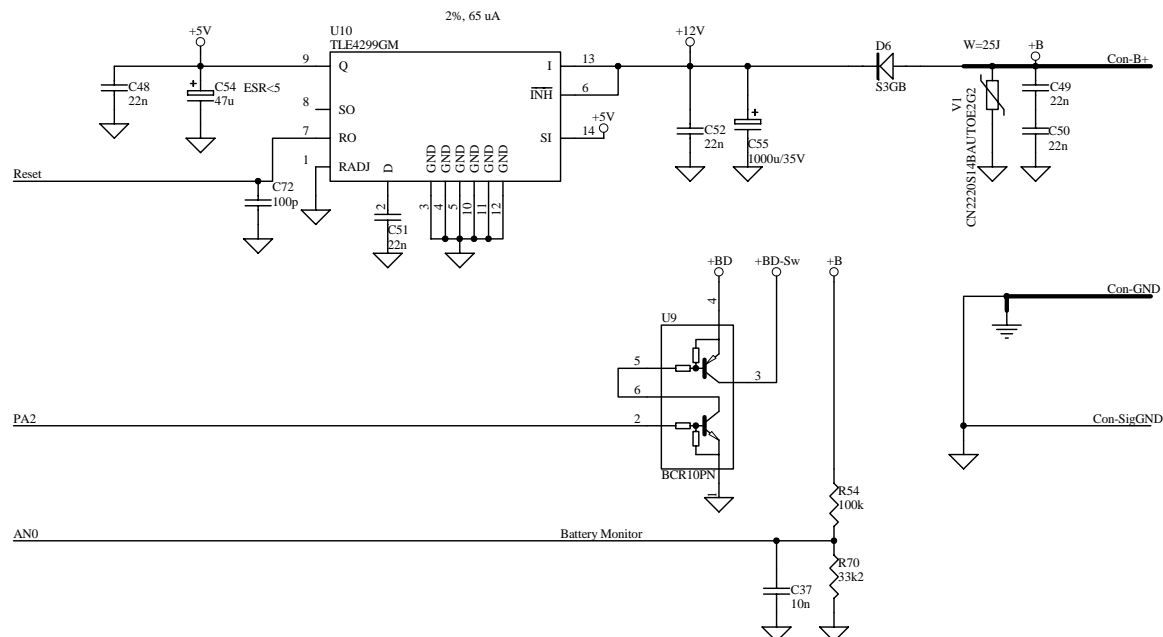 2%, 65 uA
+5V
U10
TLE4299GM
+12V
D6
W=25J
+B
Con-B+
9
Q
I
13
C48
22n
+
C54
47u
ESR<5
INH
6
S3GB
V1
CN2220S14BAUTOE2G2
C49
22n
8
SO
+5V
7
RO
SI
14
C52
22n
+
C55
1000u/35V
C50
22n
1
RADJ
D
GND
GND
GND
GND
GND
GND
Reset
C72
100p
2
C51
22n
3
4
5
10
11
12
+BD
+BD-Sw
+B
4
Con-GND
U9
5
3
6
PA2
2
Con-SigGND
BCR10PN
1
R54
100k
AN0
Battery Monitor
R70
33k2
C37
10n